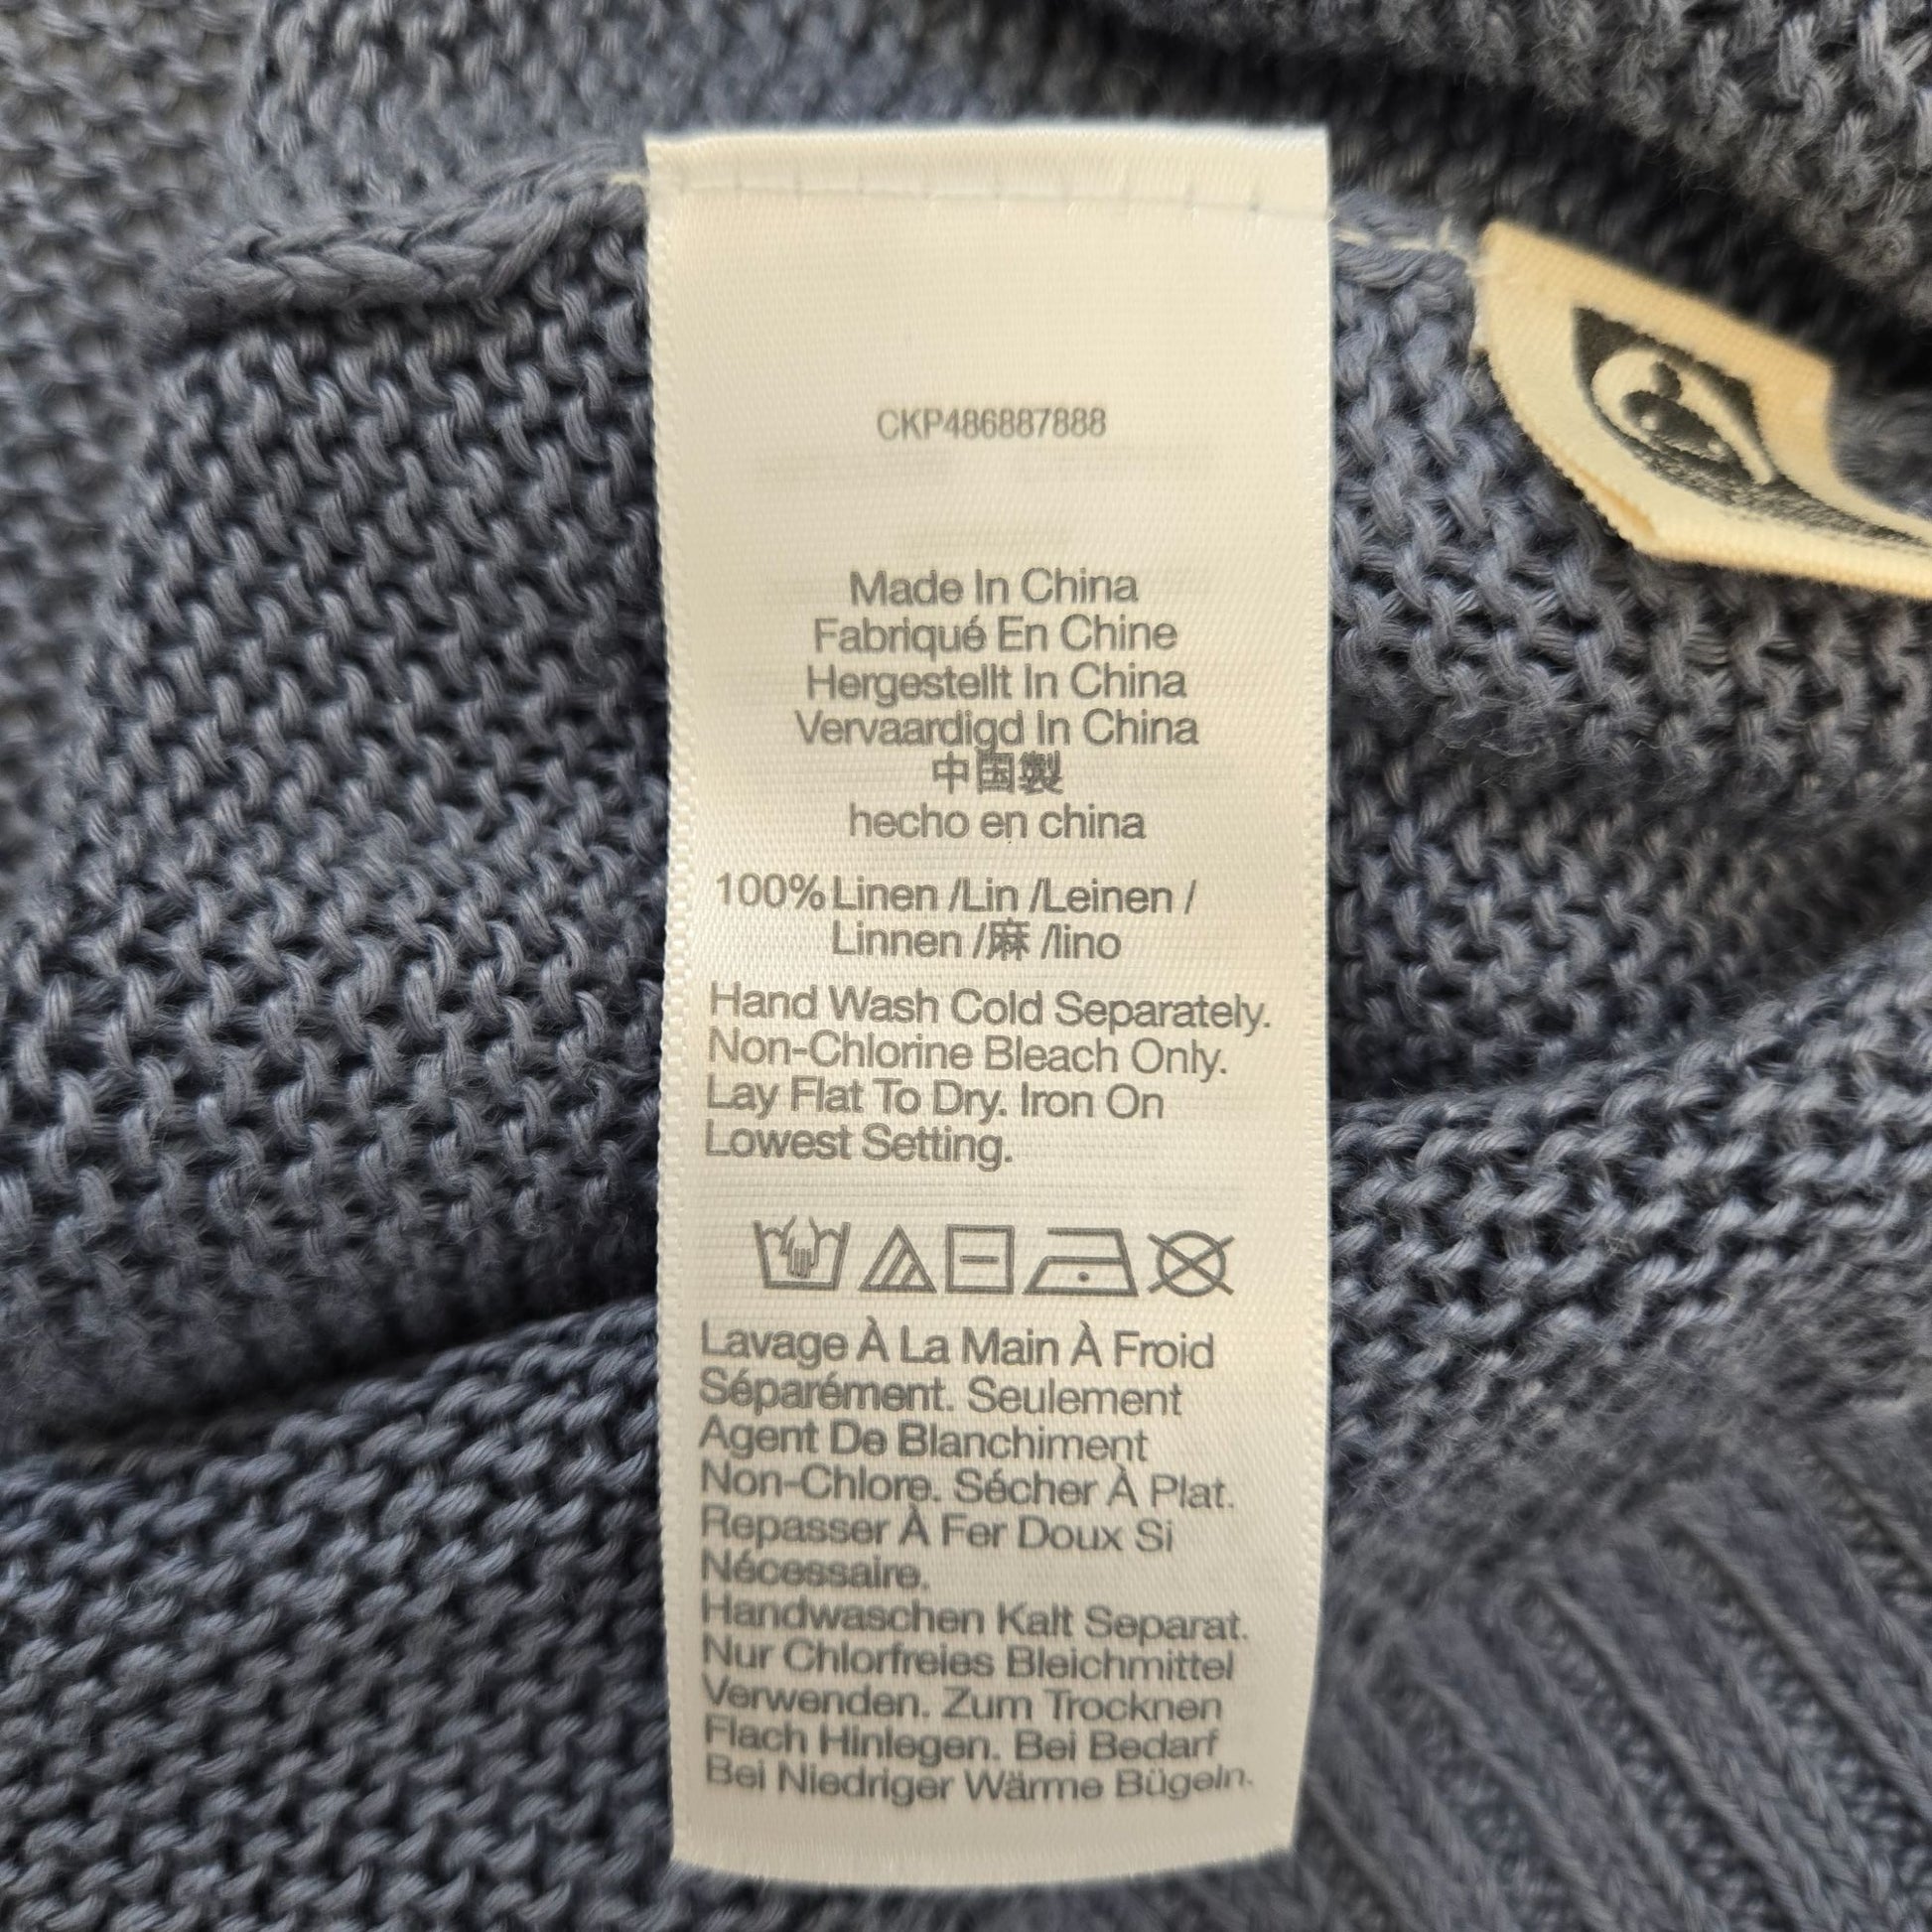 CKP486887888
Made In China
Fabriqué En Chine
Hergestellt In China
Vervaardigd In China
中国製
hecho en china
100% Linen /Lin /Leinen /
Linnen /麻 /lino
Hand Wash Cold Separately.
Non-Chlorine Bleach Only.
Lay Flat To Dry. Iron On
Lowest Setting.
Lavage À La Main À Froid
Séparément. Seulement
Agent De Blanchiment
Non-Chlore. Sécher À Plat.
Repasser À Fer Doux Si
Nécessaire.
Handwaschen Kalt Separat.
Nur Chlorfreies Bleichmittel
Verwenden. Zum Trocknen
Flach Hinlegen. Bei Bedarf
Bei Niedriger Wärme Bügeln.